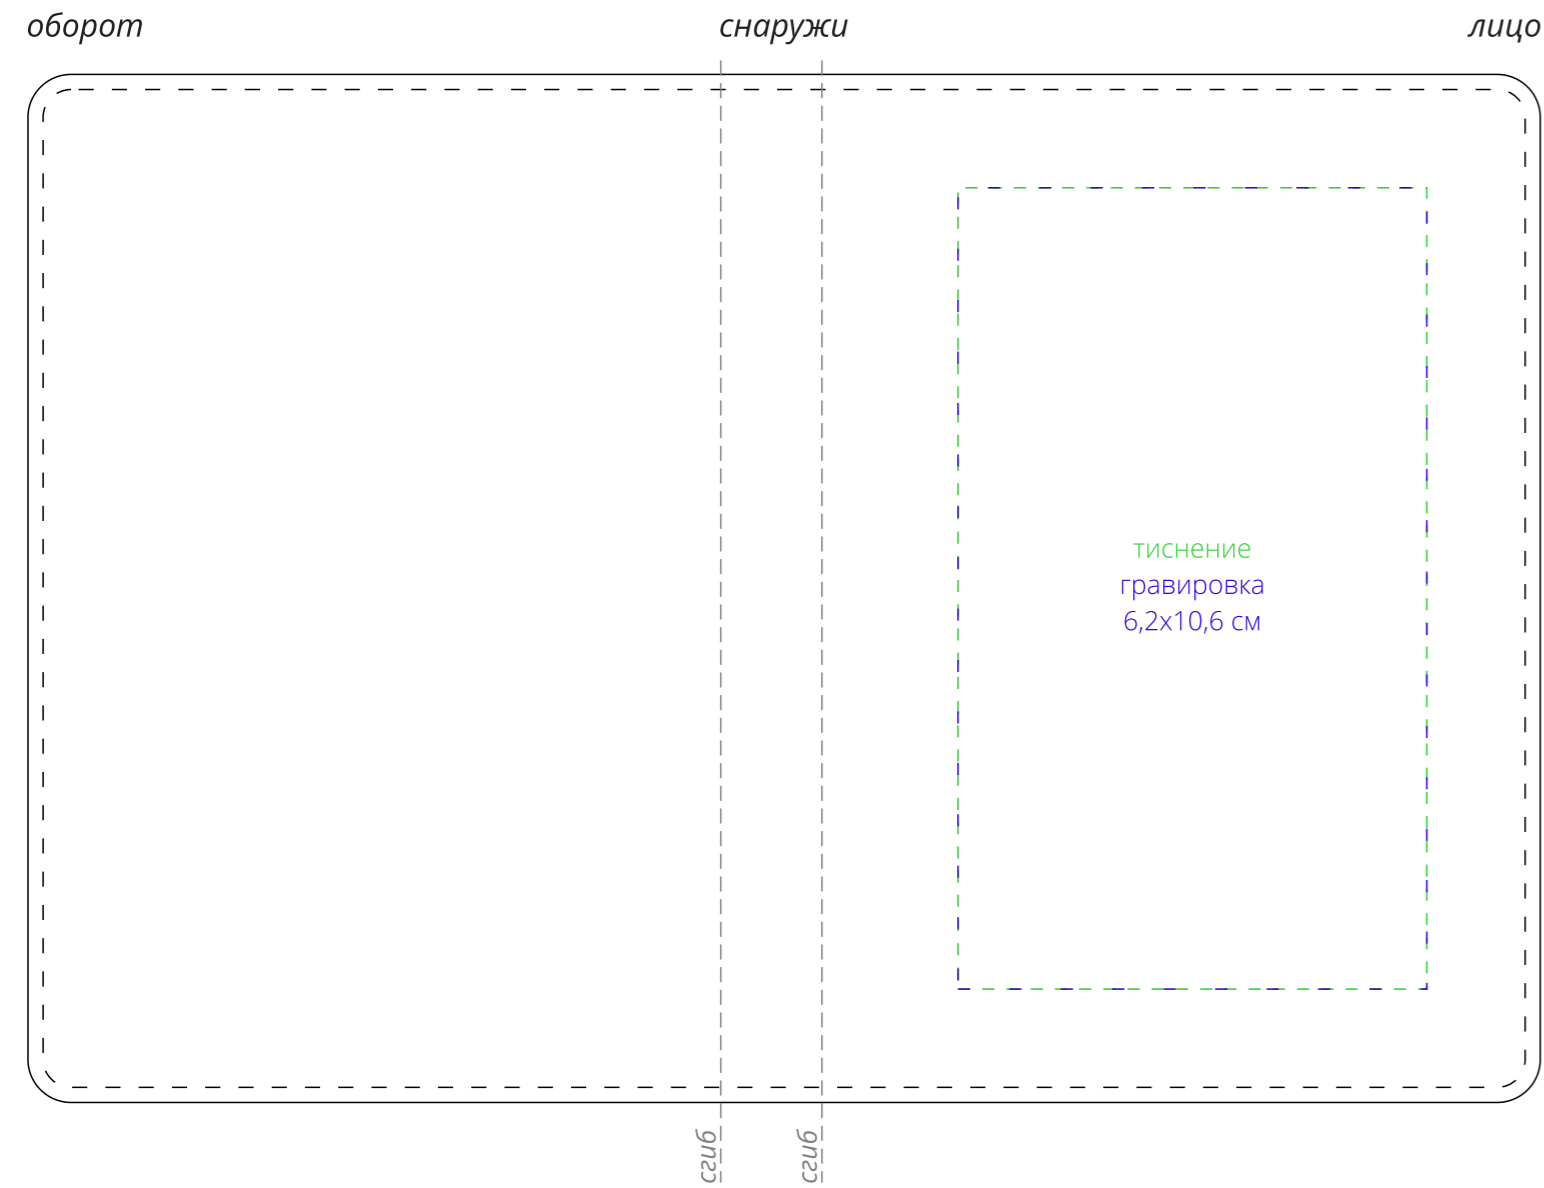 оборот
снаружи
лицо
тиснение
гравировка
6,2х10,6 см
сгиб
сгиб